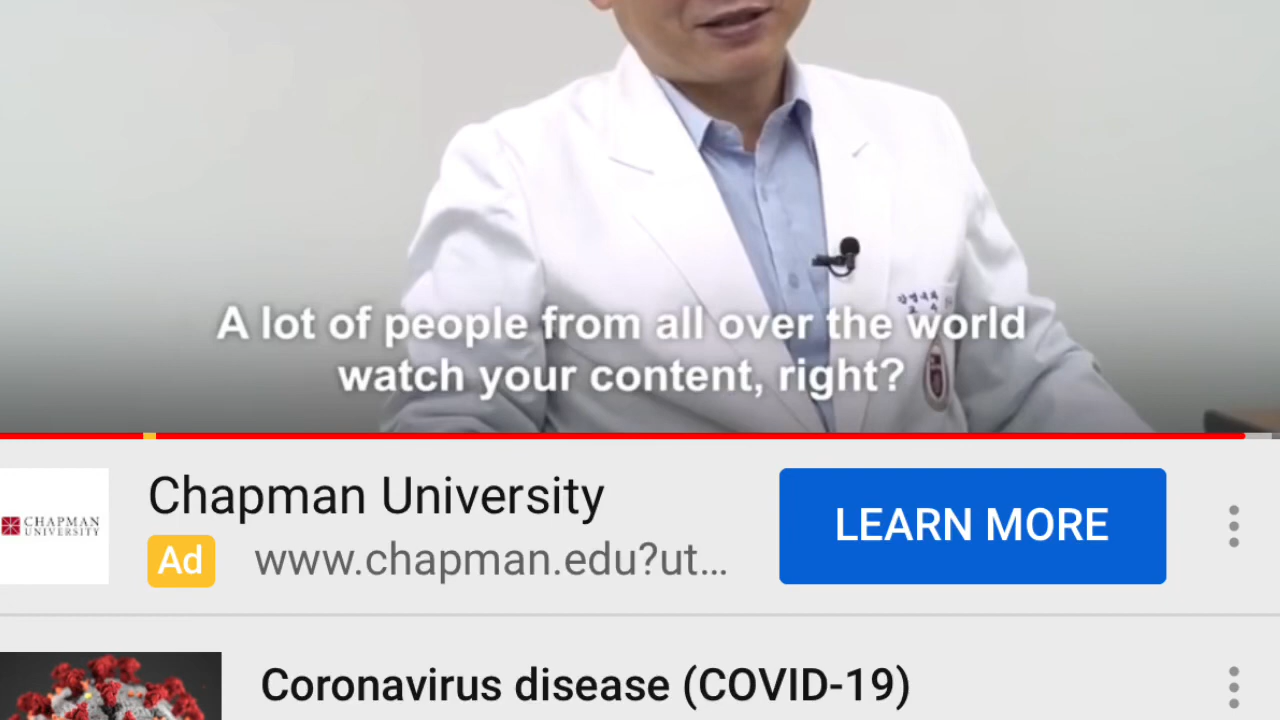 A lot of people from all over the world
watch your content, right?
CHAPMAN
UNIVERSITY
Chapman University
LEARN MORE
Ad www.chapman.edu?ut...
Coronavirus disease (COVID-19)